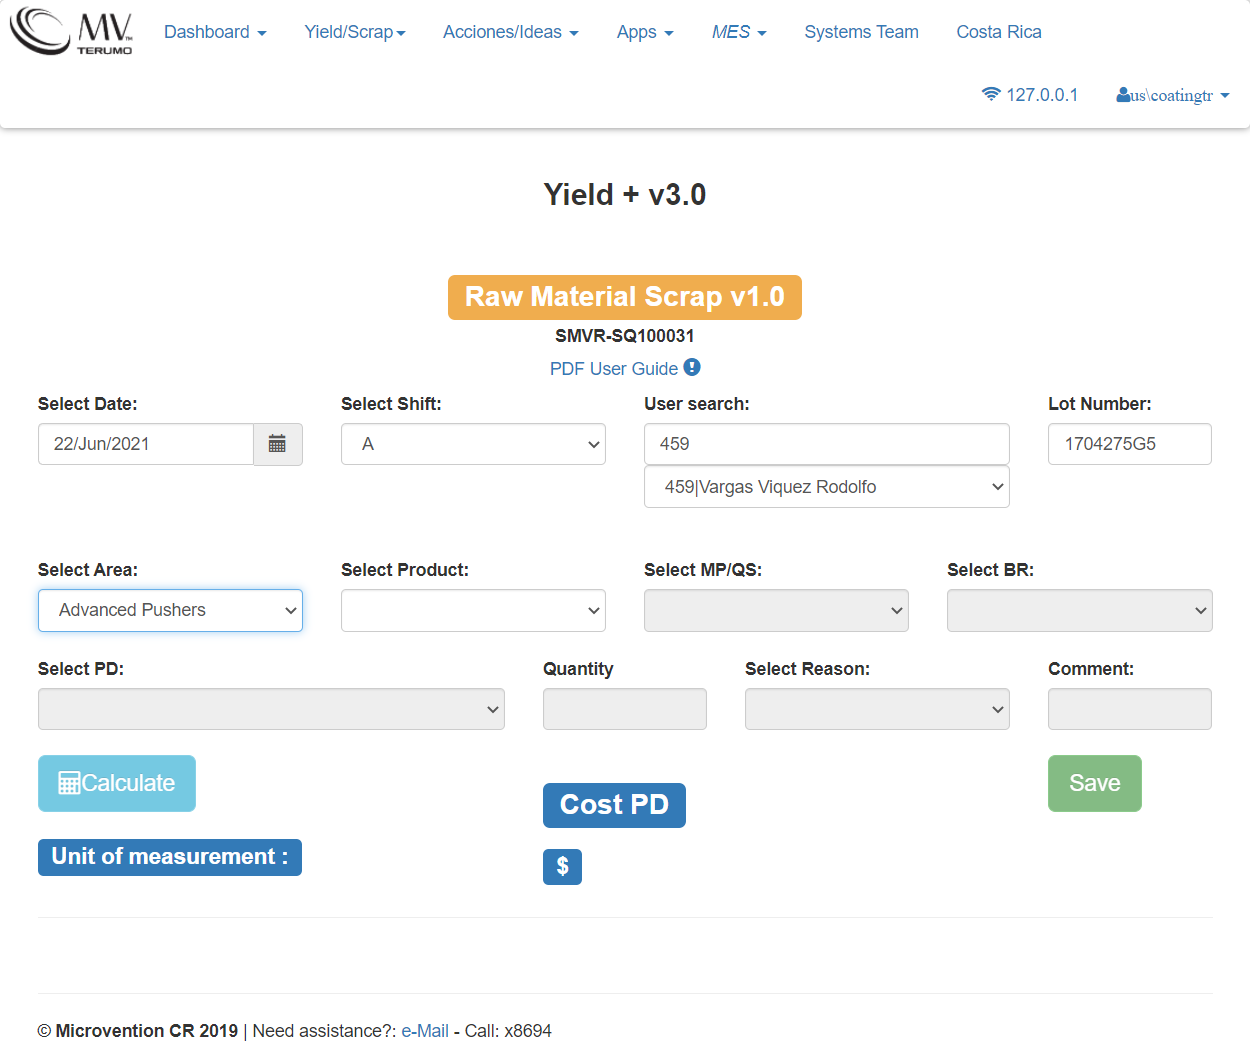 MV™
TERUMO
Dashboard
Yield/Scrap
Acciones/Ideas
Apps
MES
Systems Team
Costa Rica
127.0.0.1
us\coatingtr
Yield + v3.0
Raw Material Scrap v1.0
SMVR-SQ100031
PDF User Guide
Select Date:
Select Shift:
User search:
Lot Number:
22/Jun/2021
A
459
1704275G5
459|Vargas Viquez Rodolfo
Select Area:
Select Product:
Select MP/QS:
Select BR:
Advanced Pushers
Select PD:
Quantity
Select Reason:
Comment:
Calculate
Save
Cost PD
Unit of measurement :
$
© Microvention CR 2019 | Need assistance?: e-Mail - Call: x8694